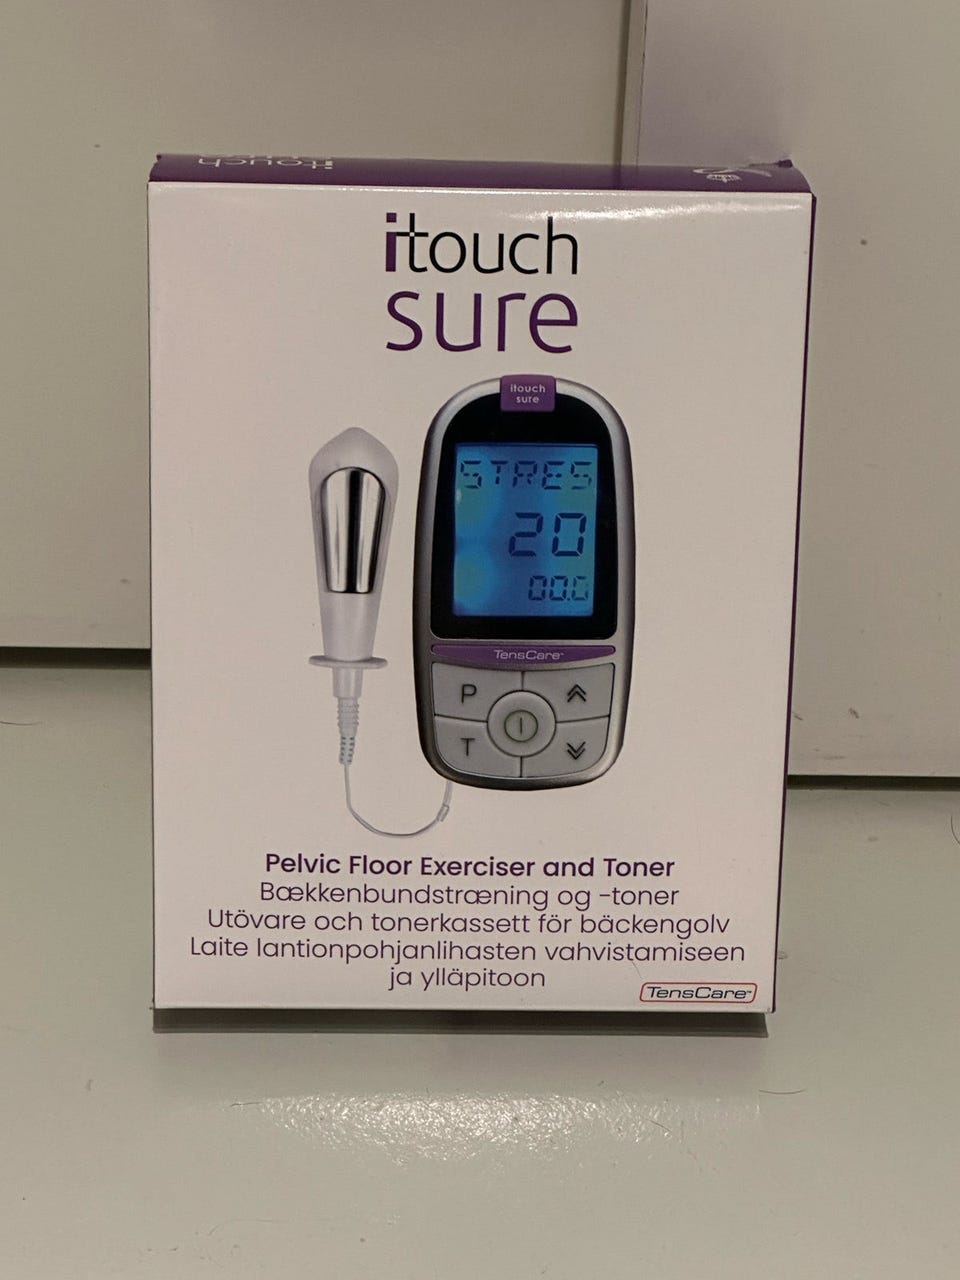 itouch
itouch
sure
itouch
sure
STRES
20
00.0
TensCare
P
T
Pelvic Floor Exerciser and Toner
Bækkenbundstræning og -toner
Utövare och tonerkassett för bäckengolv
Laite lantionpohjanlihasten vahvistamiseen
ja ylläpitoon
TensCare™